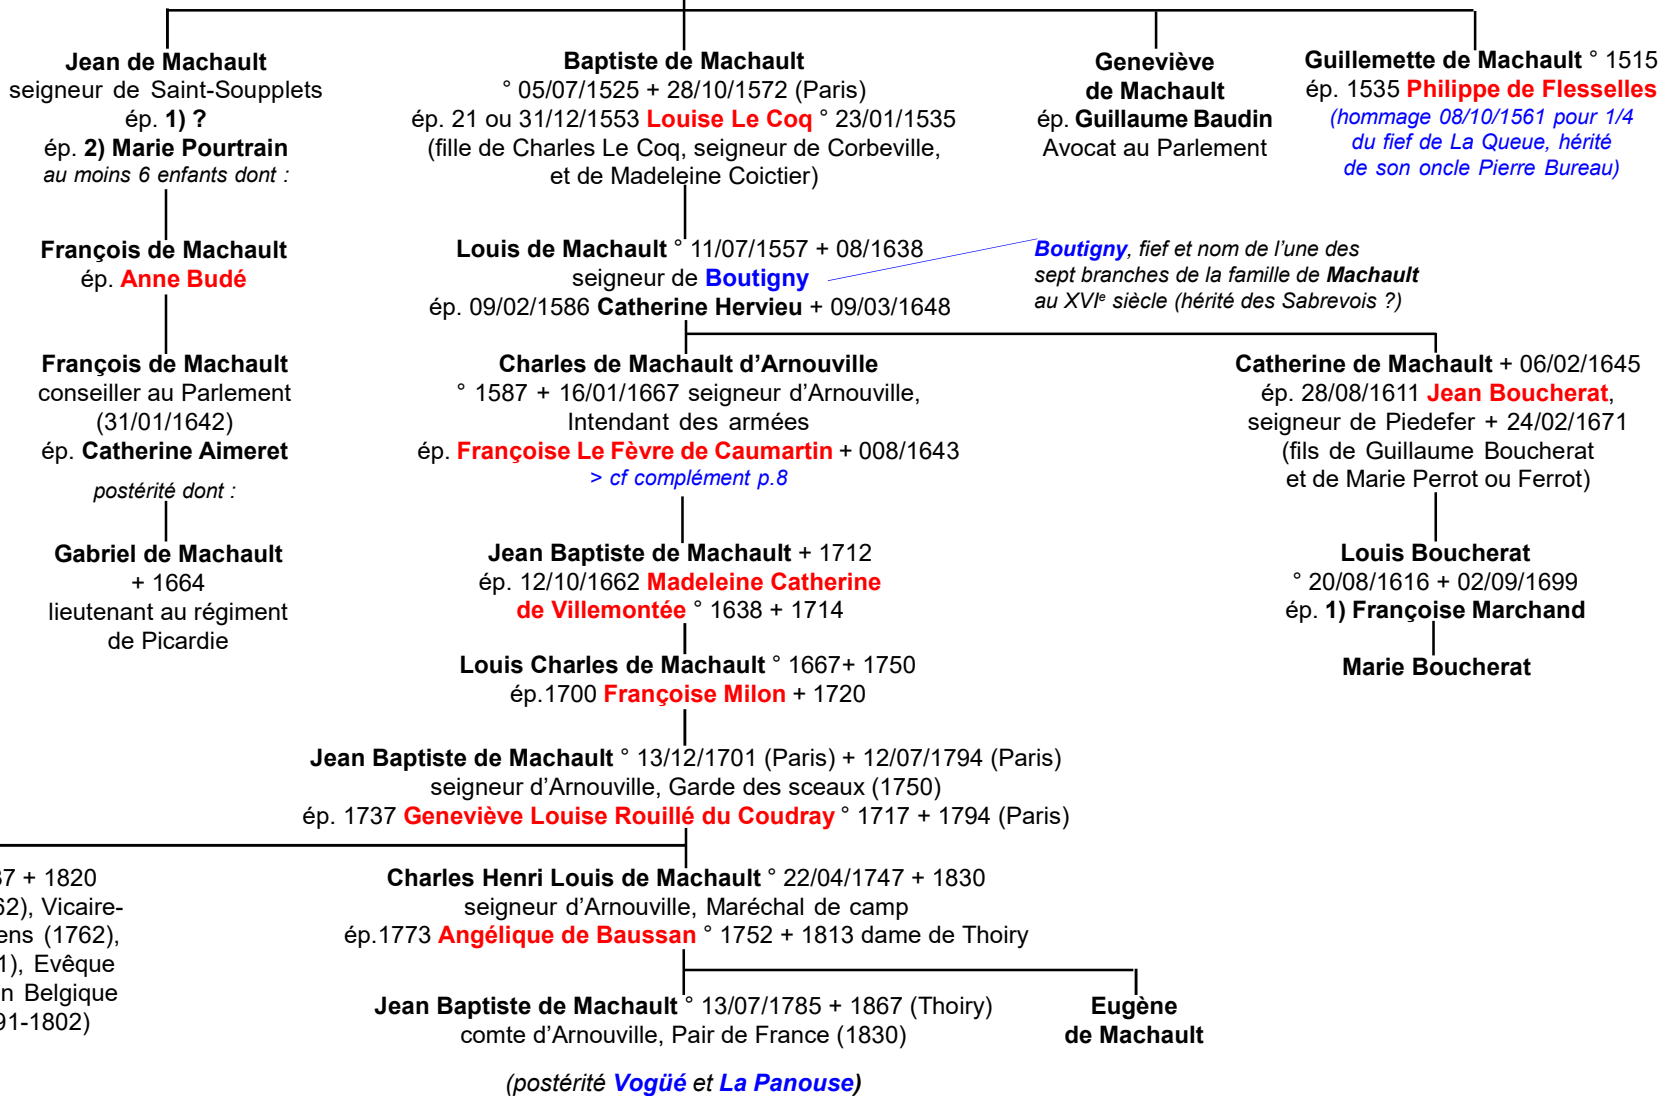 Jean de Machault
seigneur de Saint-Soupplets
ép. 1) ?
ép. 2) Marie Pourtrain
au moins 6 enfants dont :
Baptiste de Machault
° 05/07/1525 + 28/10/1572 (Paris)
ép. 21 ou 31/12/1553 Louise Le Coq ° 23/01/1535
(fille de Charles Le Coq, seigneur de Corbeville,
et de Madeleine Coictier)
Geneviève
de Machault
ép. Guillaume Baudin
Avocat au Parlement
Guillemette de Machault ° 1515
ép. 1535 Philippe de Flesselles
(hommage 08/10/1561 pour 1/4
du fief de La Queue, hérité
de son oncle Pierre Bureau)
François de Machault
ép. Anne Budé
Louis de Machault ° 11/07/1557 + 08/1638
seigneur de Boutigny
ép. 09/02/1586 Catherine Hervieu + 09/03/1648
Boutigny, fief et nom de l’une des
sept branches de la famille de Machault
au XVIe siècle (hérité des Sabrevois ?)
François de Machault
conseiller au Parlement
(31/01/1642)
ép. Catherine Aimeret
postérité dont :
Charles de Machault d’Arnouville
° 1587 + 16/01/1667 seigneur d’Arnouville,
Intendant des armées
ép. Françoise Le Fèvre de Caumartin + 008/1643
> cf complément p.8
Catherine de Machault + 06/02/1645
ép. 28/08/1611 Jean Boucherat,
seigneur de Piedefer + 24/02/1671
(fils de Guillaume Boucherat
et de Marie Perrot ou Ferrot)
Gabriel de Machault
+ 1664
lieutenant au régiment
de Picardie
Jean Baptiste de Machault + 1712
ép. 12/10/1662 Madeleine Catherine
de Villemontée ° 1638 + 1714
Louis Boucherat
° 20/08/1616 + 02/09/1699
ép. 1) Françoise Marchand
Marie Boucherat
Louis Charles de Machault ° 1667+ 1750
ép.1700 Françoise Milon + 1720
Jean Baptiste de Machault ° 13/12/1701 (Paris) + 12/07/1794 (Paris)
seigneur d’Arnouville, Garde des sceaux (1750)
ép. 1737 Geneviève Louise Rouillé du Coudray ° 1717 + 1794 (Paris)
37 + 1820
62), Vicaire-
ens (1762),
1), Evêque
n Belgique
91-1802)
Charles Henri Louis de Machault ° 22/04/1747 + 1830
seigneur d’Arnouville, Maréchal de camp
ép.1773 Angélique de Baussan ° 1752 + 1813 dame de Thoiry
Jean Baptiste de Machault ° 13/07/1785 + 1867 (Thoiry)
comte d’Arnouville, Pair de France (1830)
Eugène
de Machault
(postérité Vogüé et La Panouse)